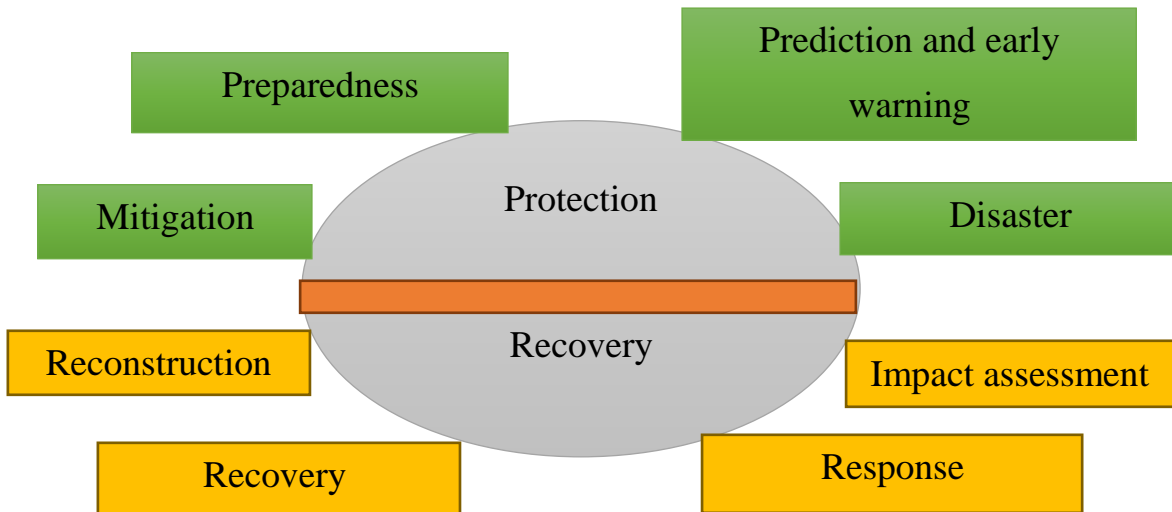 Prediction and early
warning
Preparedness
Protection
Mitigation
Disaster
Recovery
Reconstruction
Impact assessment
Recovery
Response